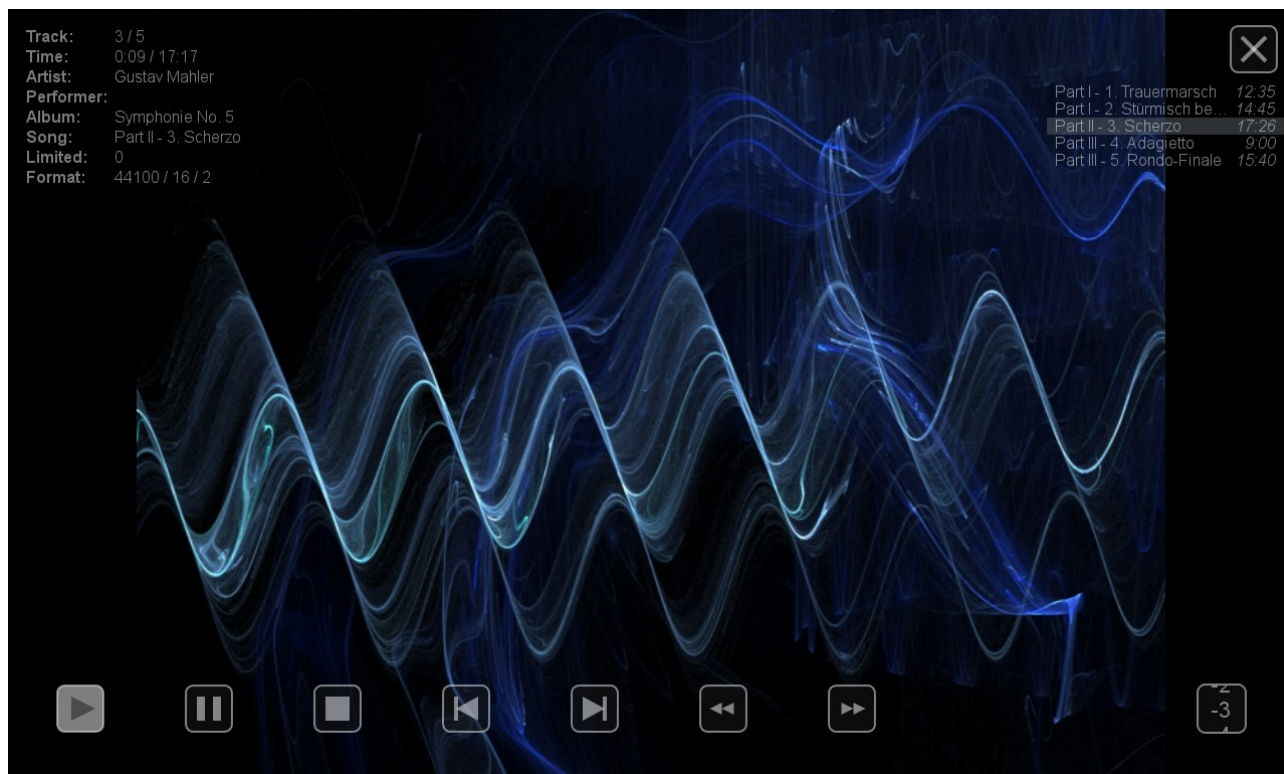 Track: 3 / 5
Time: 0:09 / 17:17
Artist: Gustav Mahler
Performer:
Album: Symphonie No. 5
Song: Part II - 3. Scherzo
Limited: 0
Format: 44100 / 16 / 2
Part I - 1. Trauermarsch 12:35
Part I - 2. Stürmisch be... 14:45
Part II - 3. Scherzo 17:26
Part III - 4. Adagietto 9:00
Part III - 5. Rondo-Finale 15:40
-3